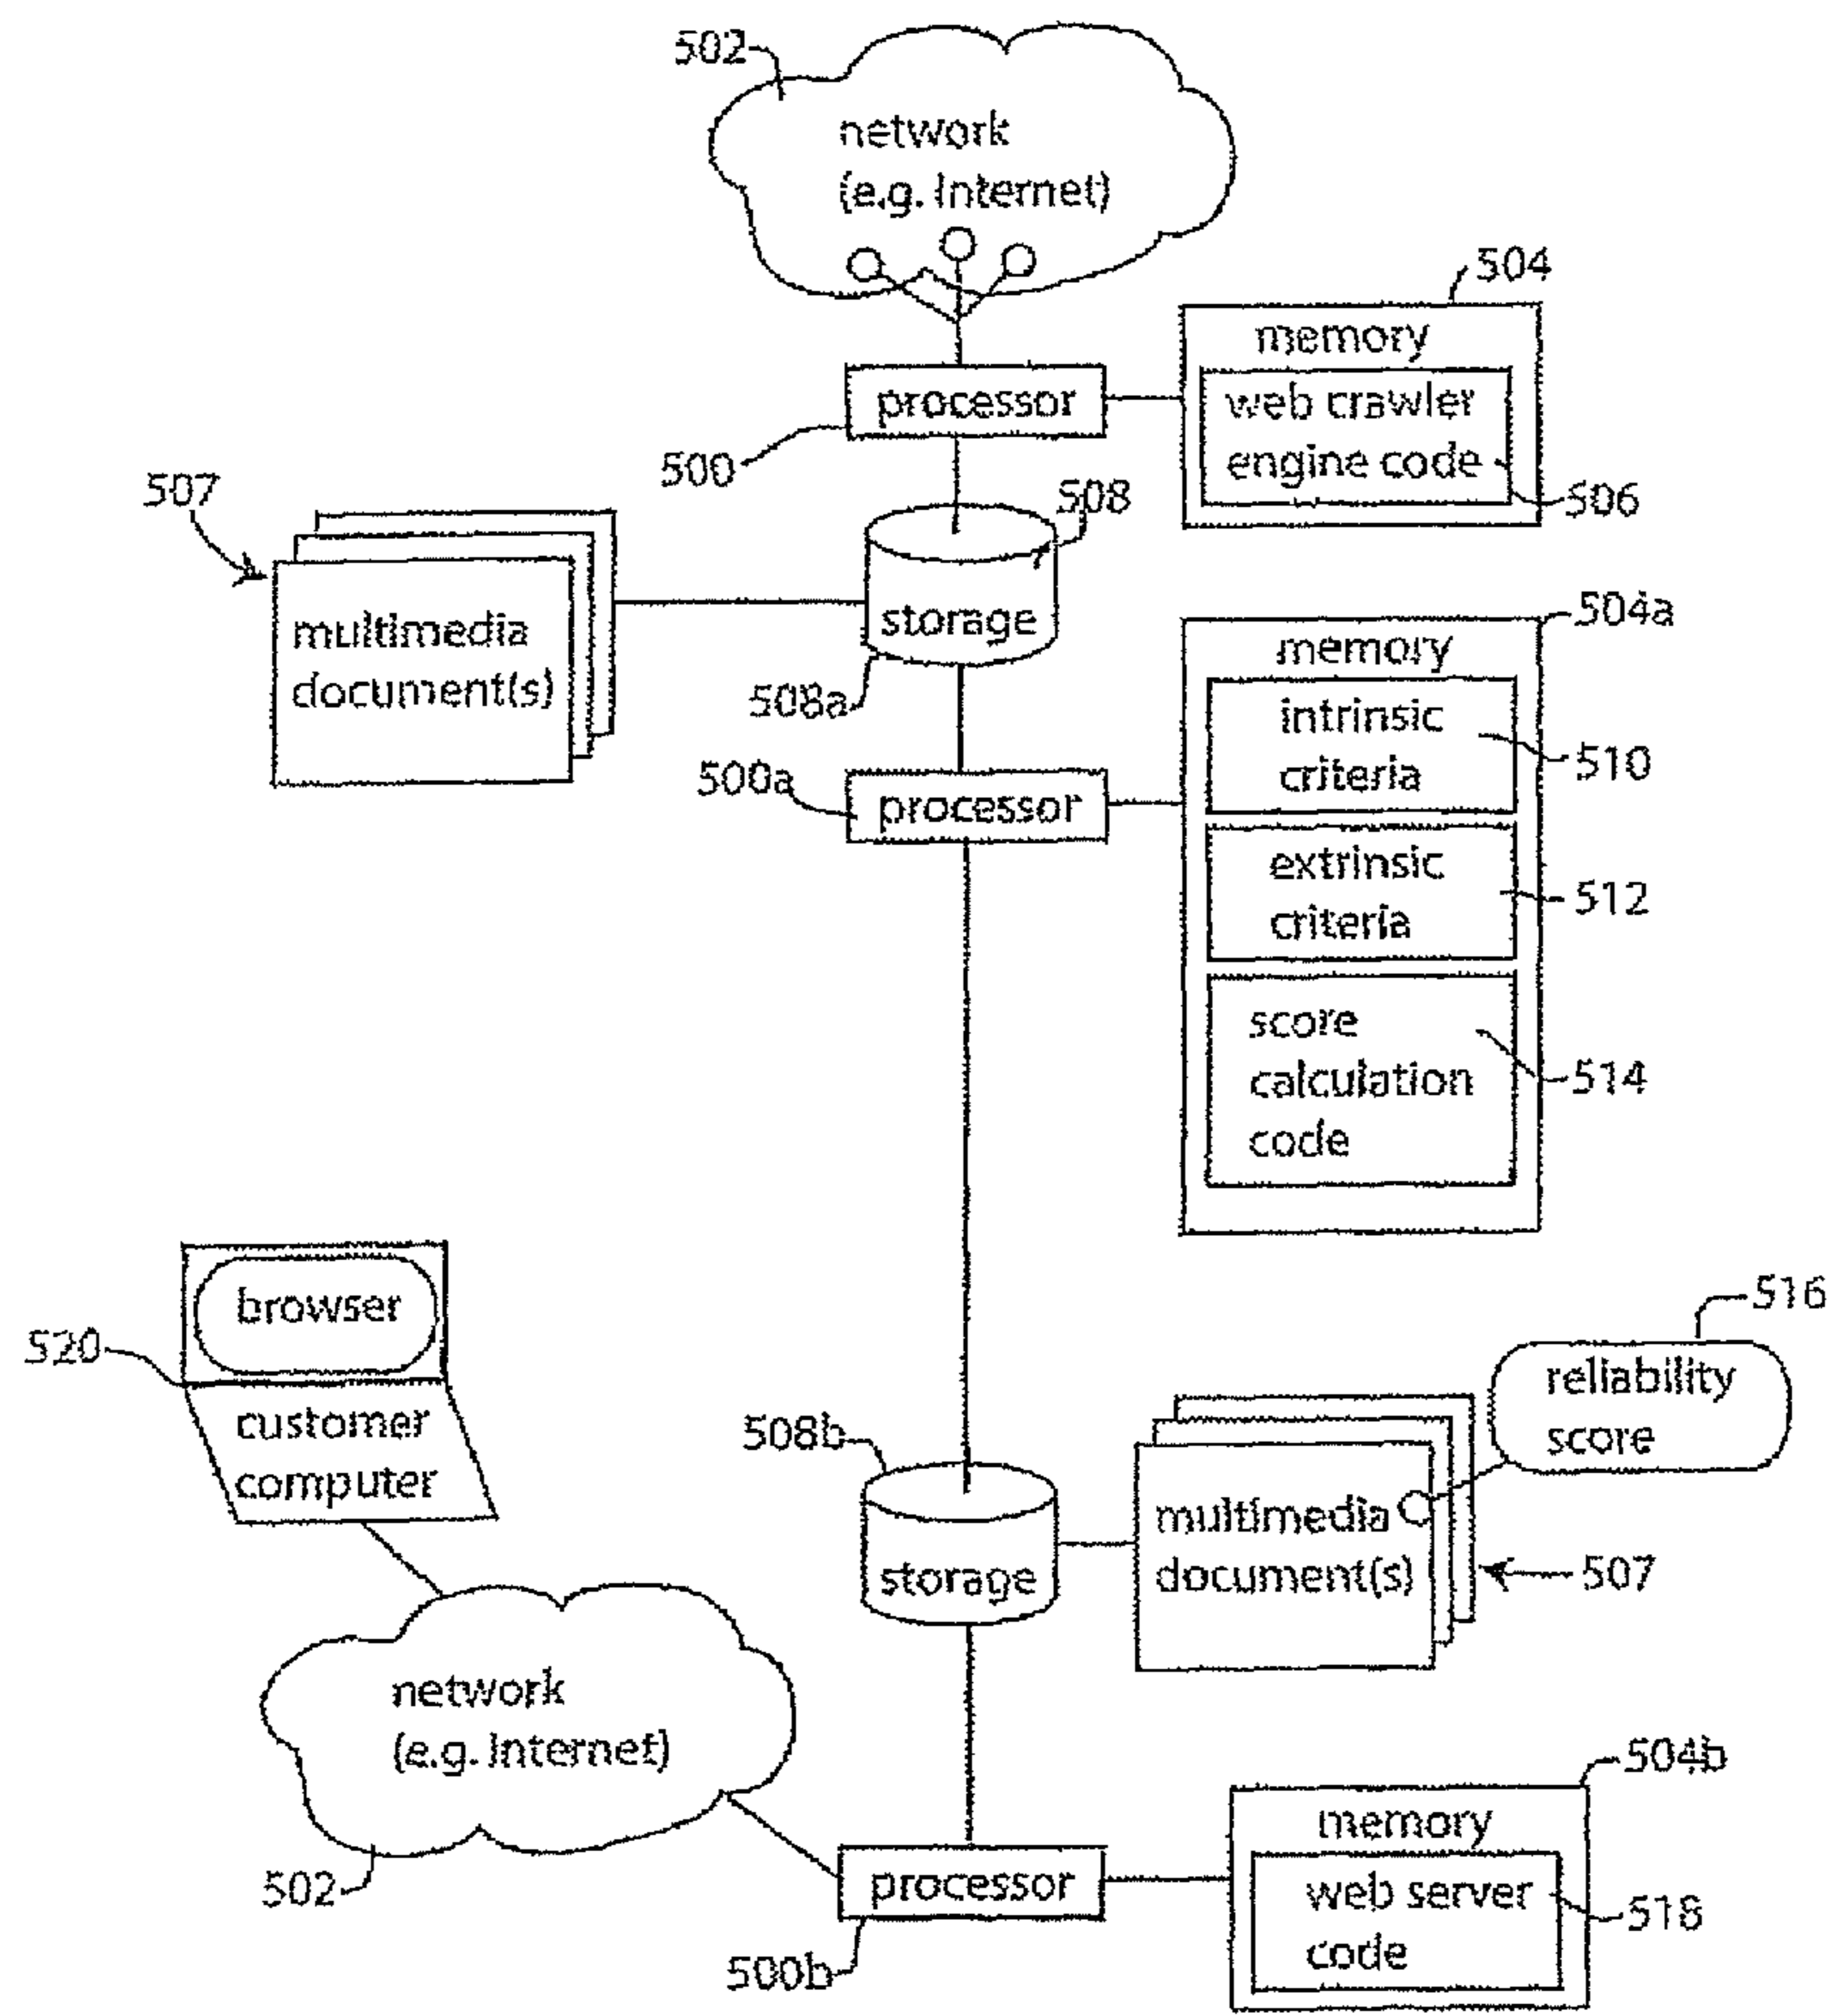 502
network
(e.g. Internet)
504
memory
processor
web crawler
engine code
500
506
507
508
multimedia
document(s)
storage
508a
504a
memory
intrinsic
criteria
510
500a
processor
extrinsic
criteria
512
score
calculation
code
514
browser
520
customer
computer
516
reliability
score
508b
storage
multimedia
document(s)
507
network
(e.g. Internet)
502
504b
memory
processor
web server
code
518
500b